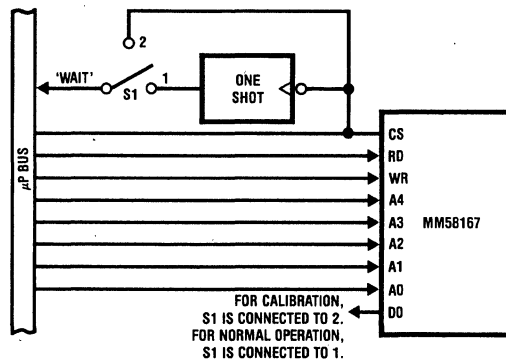 2
'WAIT'
S1
1
ONE
SHOT
µP BUS
CS
RD
WR
A4
A3
A2
A1
A0
D0
MM58167
FOR CALIBRATION,
S1 IS CONNECTED TO 2.
FOR NORMAL OPERATION,
S1 IS CONNECTED TO 1.